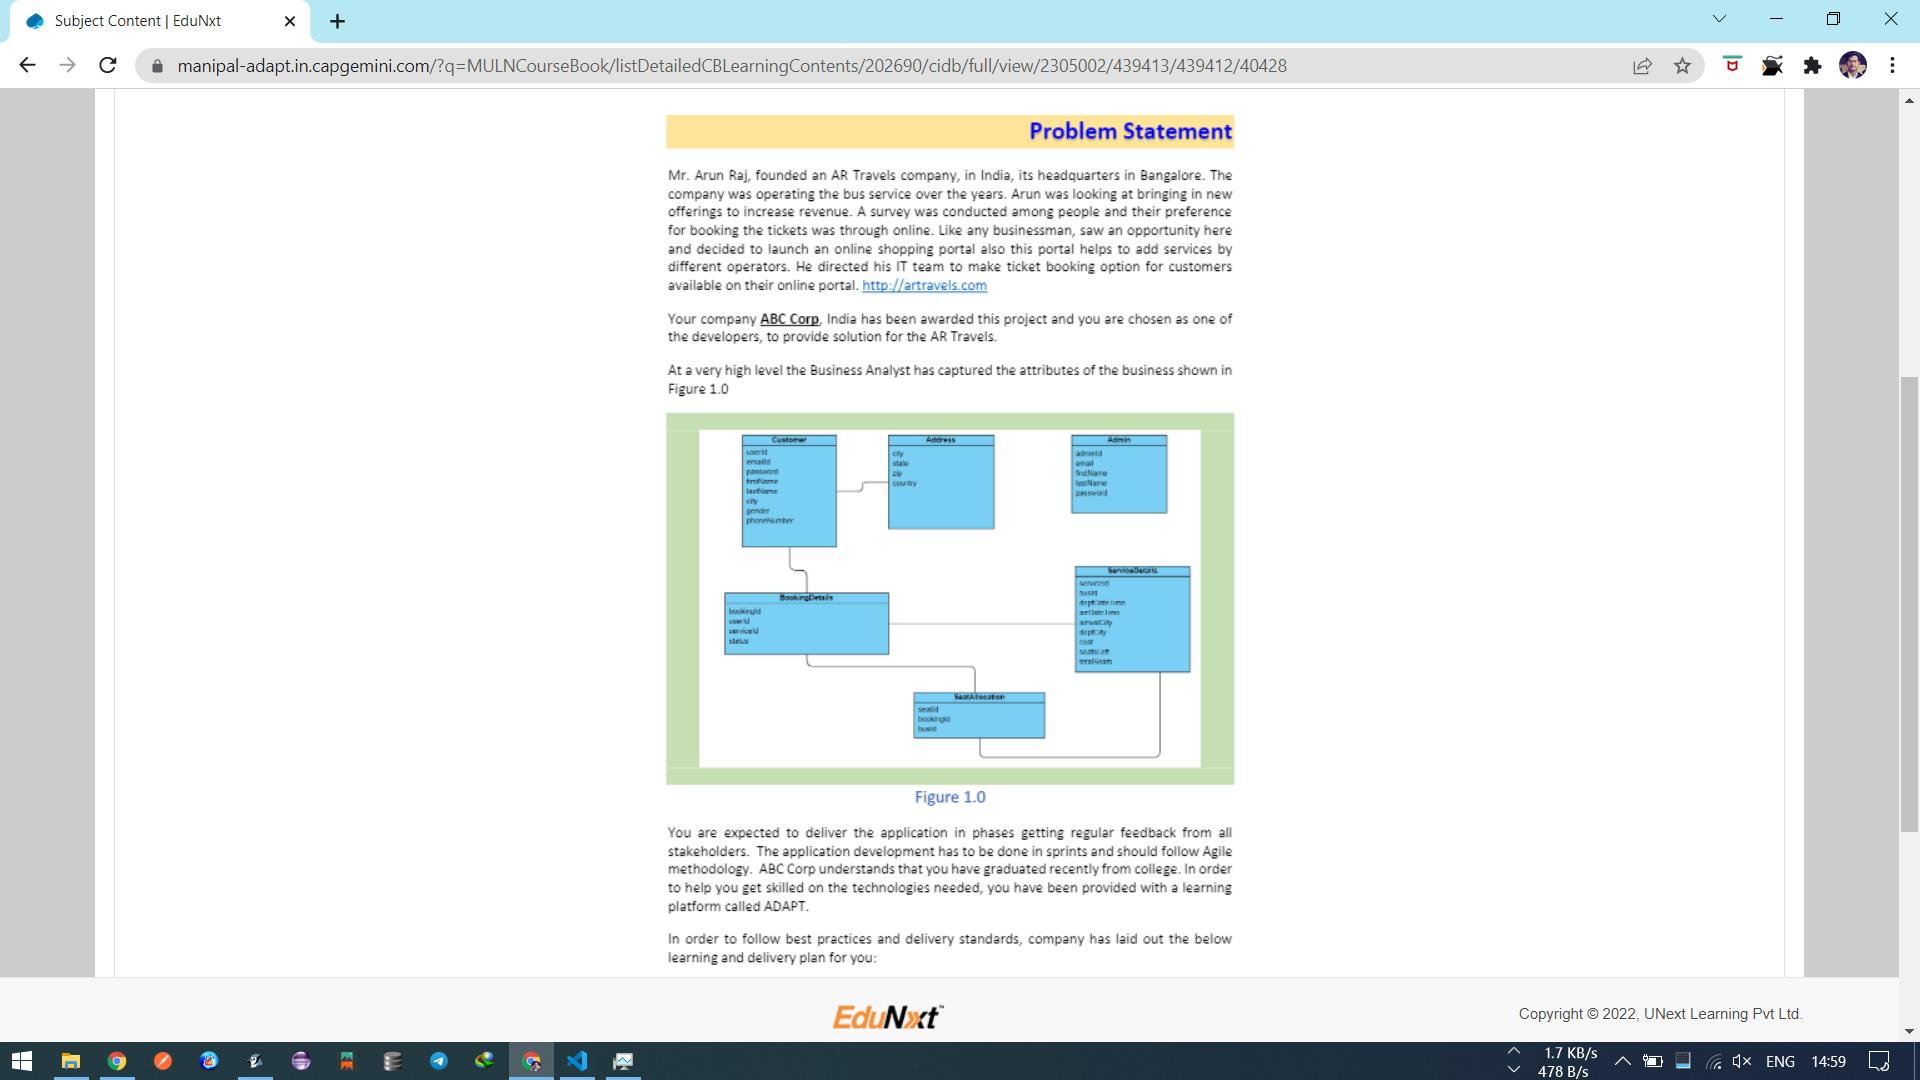 Subject Content | EduNxt
manipal-adapt.in.capgemini.com/?q=MULNCourseBook/listDetailedCBLearningContents/202690/cidb/full/view/2305002/439413/439412/40428
Problem Statement
Mr. Arun Raj, founded an AR Travels company, in India, its headquarters in Bangalore. The
company was operating the bus service over the years. Arun was looking at bringing in new
offerings to increase revenue. A survey was conducted among people and their preference
for booking the tickets was through online. Like any businessman, saw an opportunity here
and decided to launch an online shopping portal also this portal helps to add services by
different operators. He directed his IT team to make ticket booking option for customers
available on their online portal. http://artravels.com
Your company ABC Corp, India has been awarded this project and you are chosen as one of
the developers, to provide solution for the AR Travels.
At a very high level the Business Analyst has captured the attributes of the business shown in
Figure 1.0
Customer
userId
emailId
password
firstName
lastName
city
gender
phoneNumber
Address
city
state
zip
country
Admin
adminId
email
firstName
lastName
password
BookingDetails
bookingId
userId
serviceId
status
ServiceDetails
serviceId
busId
deptDateTime
arrDateTime
arrivalCity
deptCity
cost
seatsLeft
totalSeats
SeatAllocation
seatId
bookingId
busId
Figure 1.0
You are expected to deliver the application in phases getting regular feedback from all
stakeholders. The application development has to be done in sprints and should follow Agile
methodology. ABC Corp understands that you have graduated recently from college. In order
to help you get skilled on the technologies needed, you have been provided with a learning
platform called ADAPT.
In order to follow best practices and delivery standards, company has laid out the below
learning and delivery plan for you:
EduNxt™
Copyright © 2022, UNext Learning Pvt Ltd.
1.7 KB/s
478 B/s
ENG
14:59